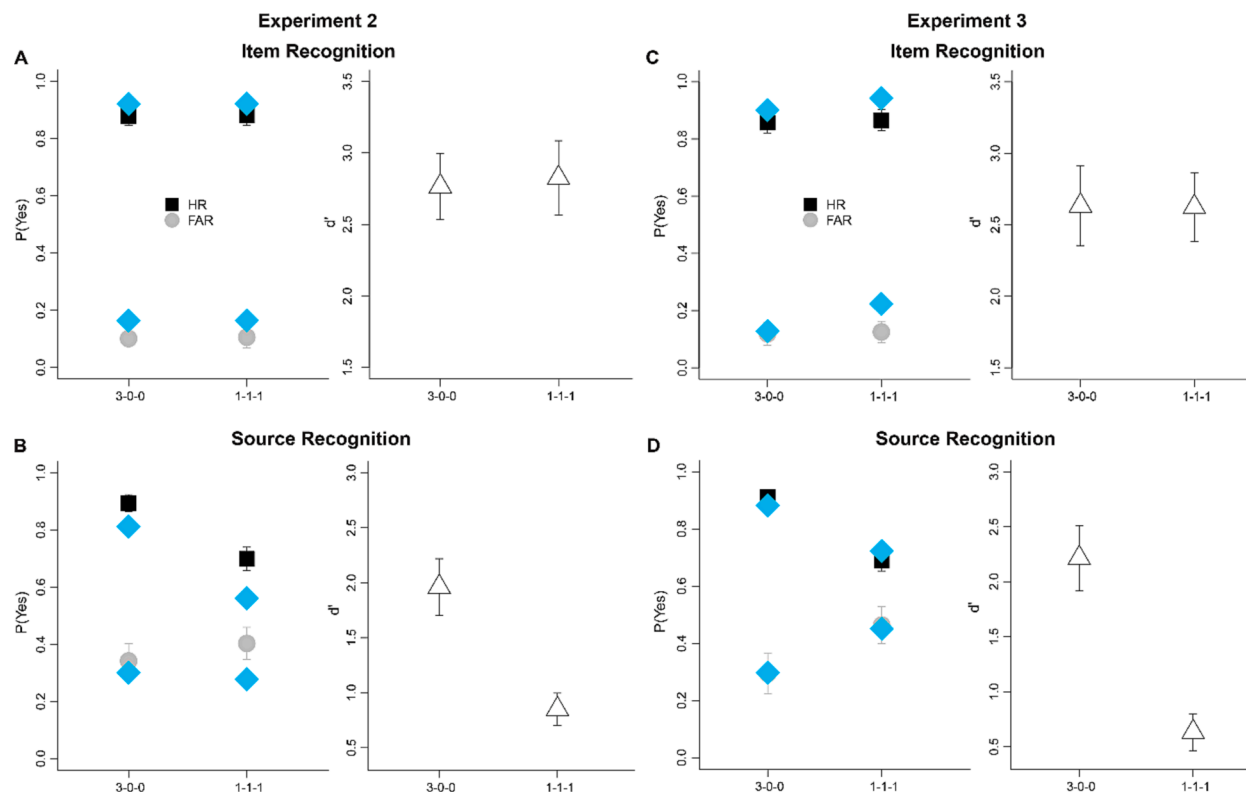 Experiment 2
Experiment 3
A
Item Recognition
P(Yes)
0.0
0.2
0.4
0.6
0.8
1.0
HR
FAR
3-0-0
1-1-1
d'
1.5
2.0
2.5
3.0
3.5
3-0-0
1-1-1
C
Item Recognition
P(Yes)
0.0
0.2
0.4
0.6
0.8
1.0
HR
FAR
3-0-0
1-1-1
d'
1.5
2.0
2.5
3.0
3.5
3-0-0
1-1-1
B
Source Recognition
P(Yes)
0.0
0.2
0.4
0.6
0.8
1.0
3-0-0
1-1-1
d'
0.5
1.0
1.5
2.0
2.5
3.0
3-0-0
1-1-1
D
Source Recognition
P(Yes)
0.0
0.2
0.4
0.6
0.8
1.0
3-0-0
1-1-1
d'
0.5
1.0
1.5
2.0
2.5
3.0
3-0-0
1-1-1